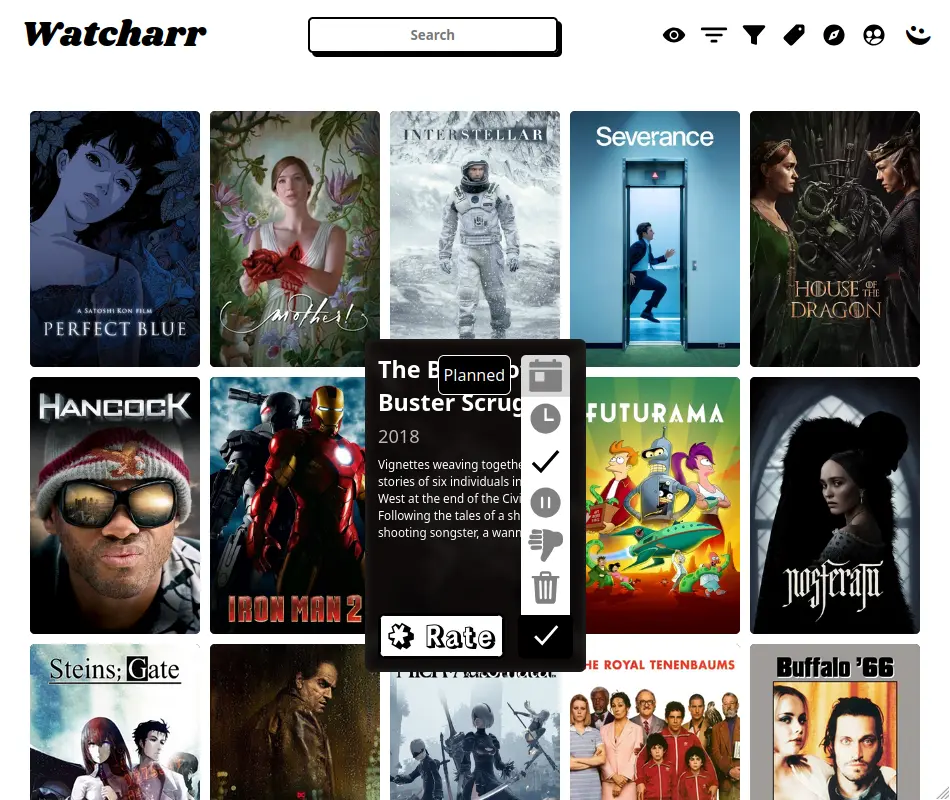 Watcharr
Search
A SATOSHI KON FILM
PERFECT BLUE
mother!
INTERSTELLAR
Severance
HOUSE OF THE
DRAGON
HANCOCK
IRON MAN 2
The B
Planned
Buster Scrug
2018
Vignettes weaving togethe
stories of six individuals in
West at the end of the Civi
Following the tales of a sh
shooting songster, a wann
Rate
FUTURAMA
nosferatu
Steins;Gate
THE ROYAL TENENBAUMS
Buffalo '66